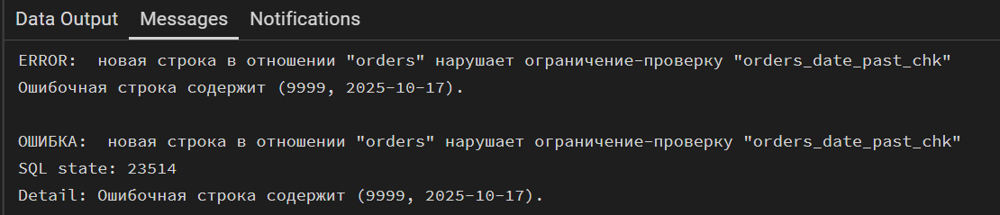 Data Output Messages Notifications
ERROR:  новая строка в отношении "orders" нарушает ограничение-проверку "orders_date_past_chk"
Ошибочная строка содержит (9999, 2025-10-17).
ОШИБКА:  новая строка в отношении "orders" нарушает ограничение-проверку "orders_date_past_chk"
SQL state: 23514
Detail: Ошибочная строка содержит (9999, 2025-10-17).